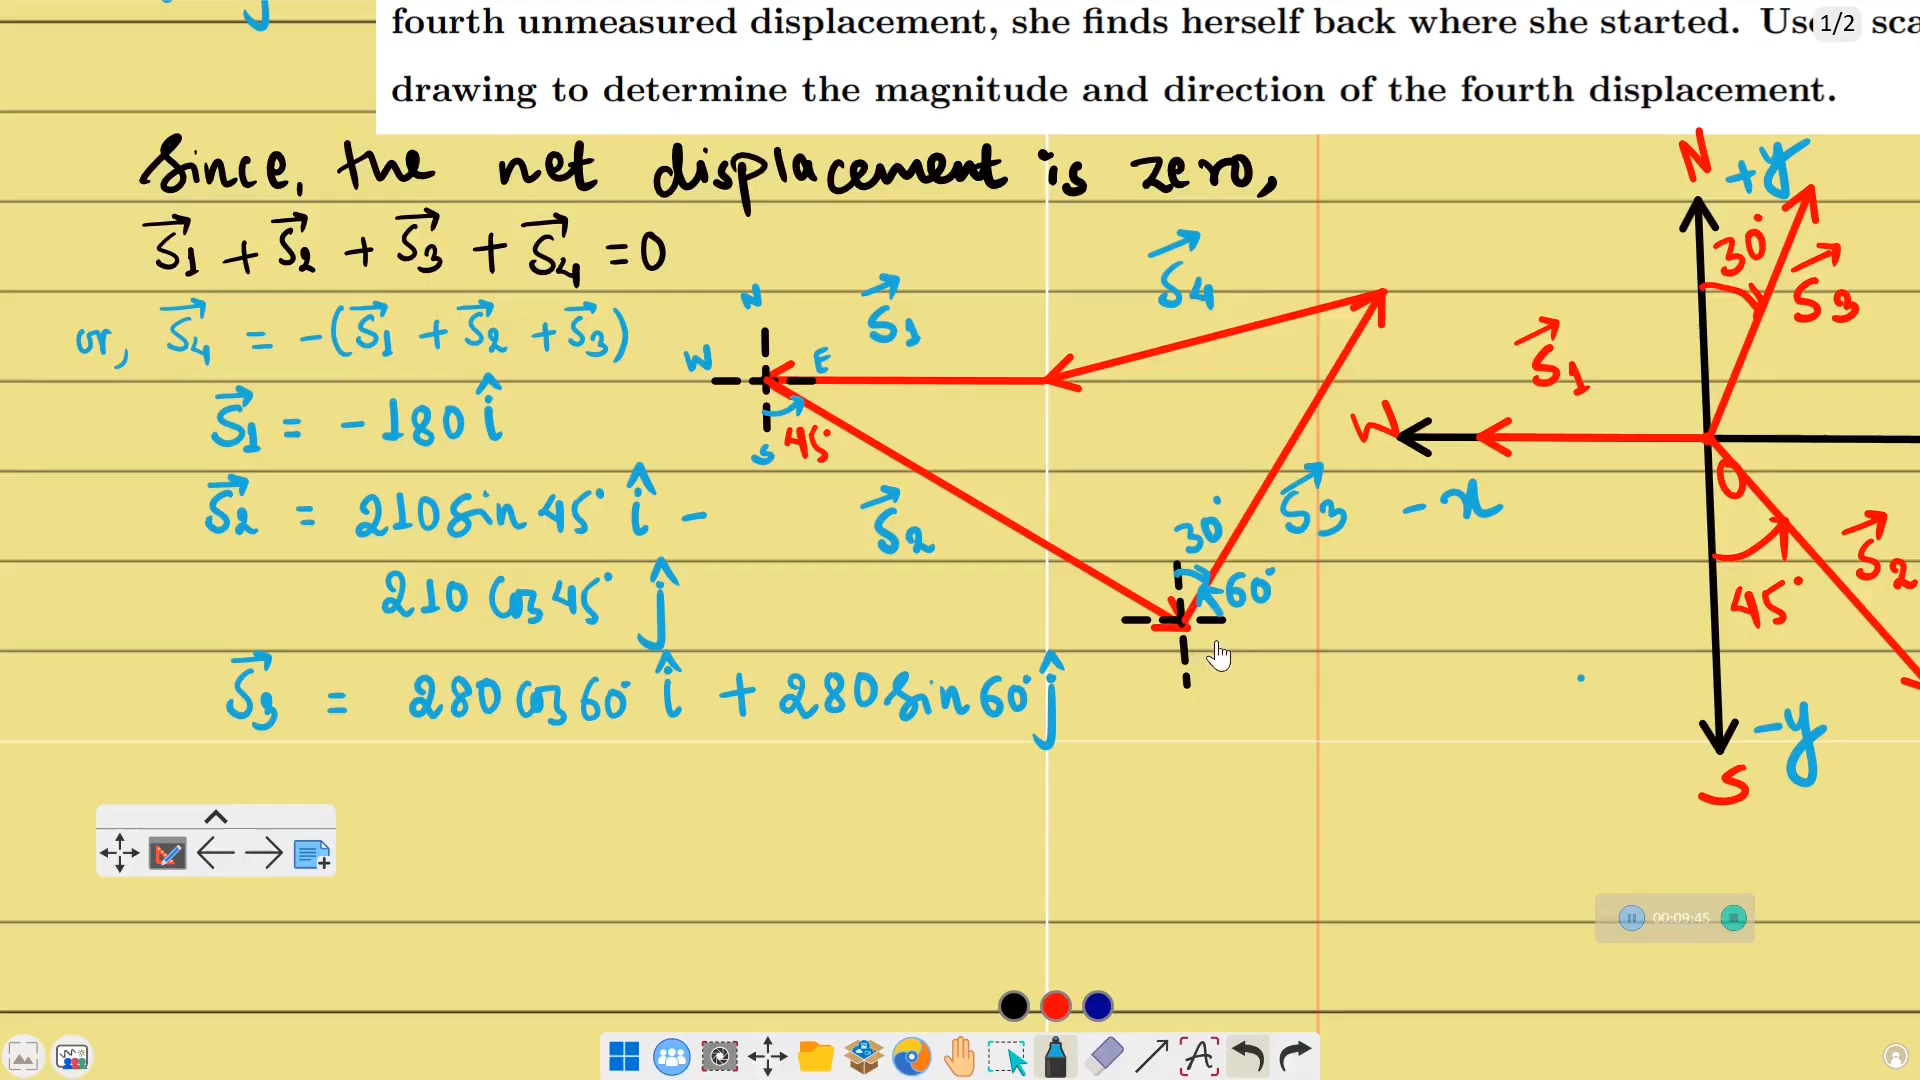 fourth unmeasured displacement, she finds herself back where she started. Use sca
1/2
drawing to determine the magnitude and direction of the fourth displacement.
Since, the net displacement is zero,
S1 + S2 + S3 + S4 = 0
or, S4 = -(S1 + S2 + S3)
S1 = -180 î
S2 = 210 sin 45° î -
210 cos 45° ĵ
S3 = 280 cos 60° î + 280 sin 60° ĵ
N
W
E
S
45°
S1
S4
S2
30°
S3
60°
N +y
30°
S3
S1
W
-x
O
S2
45°
-y
S
00:09:45